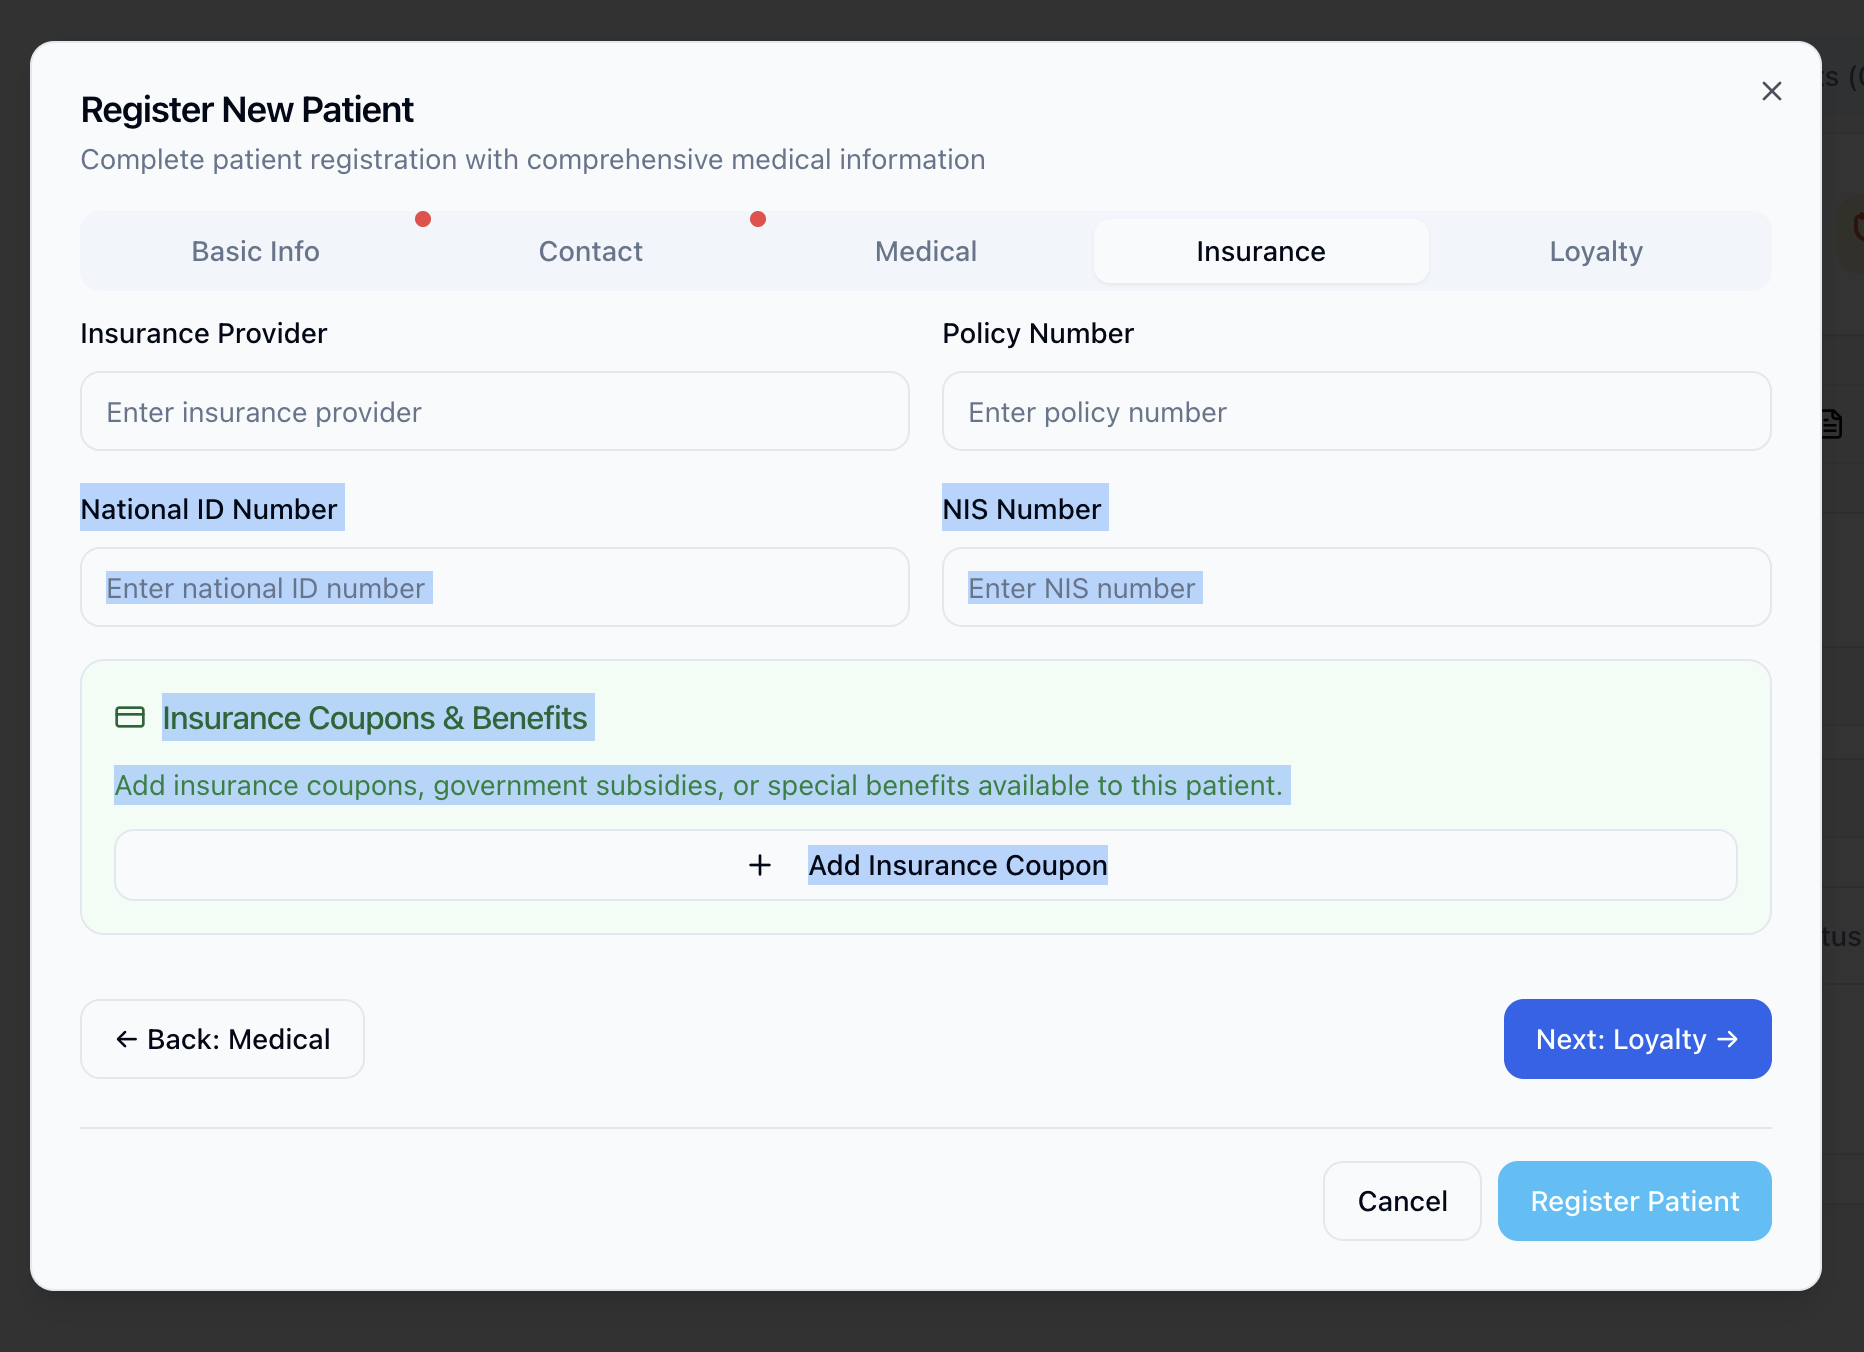 Register New Patient
Complete patient registration with comprehensive medical information
Basic Info
Contact
Medical
Insurance
Loyalty
Insurance Provider
Policy Number
Enter insurance provider
Enter policy number
National ID Number
NIS Number
Enter national ID number
Enter NIS number
Insurance Coupons & Benefits
Add insurance coupons, government subsidies, or special benefits available to this patient.
+ Add Insurance Coupon
← Back: Medical
Next: Loyalty →
Cancel
Register Patient